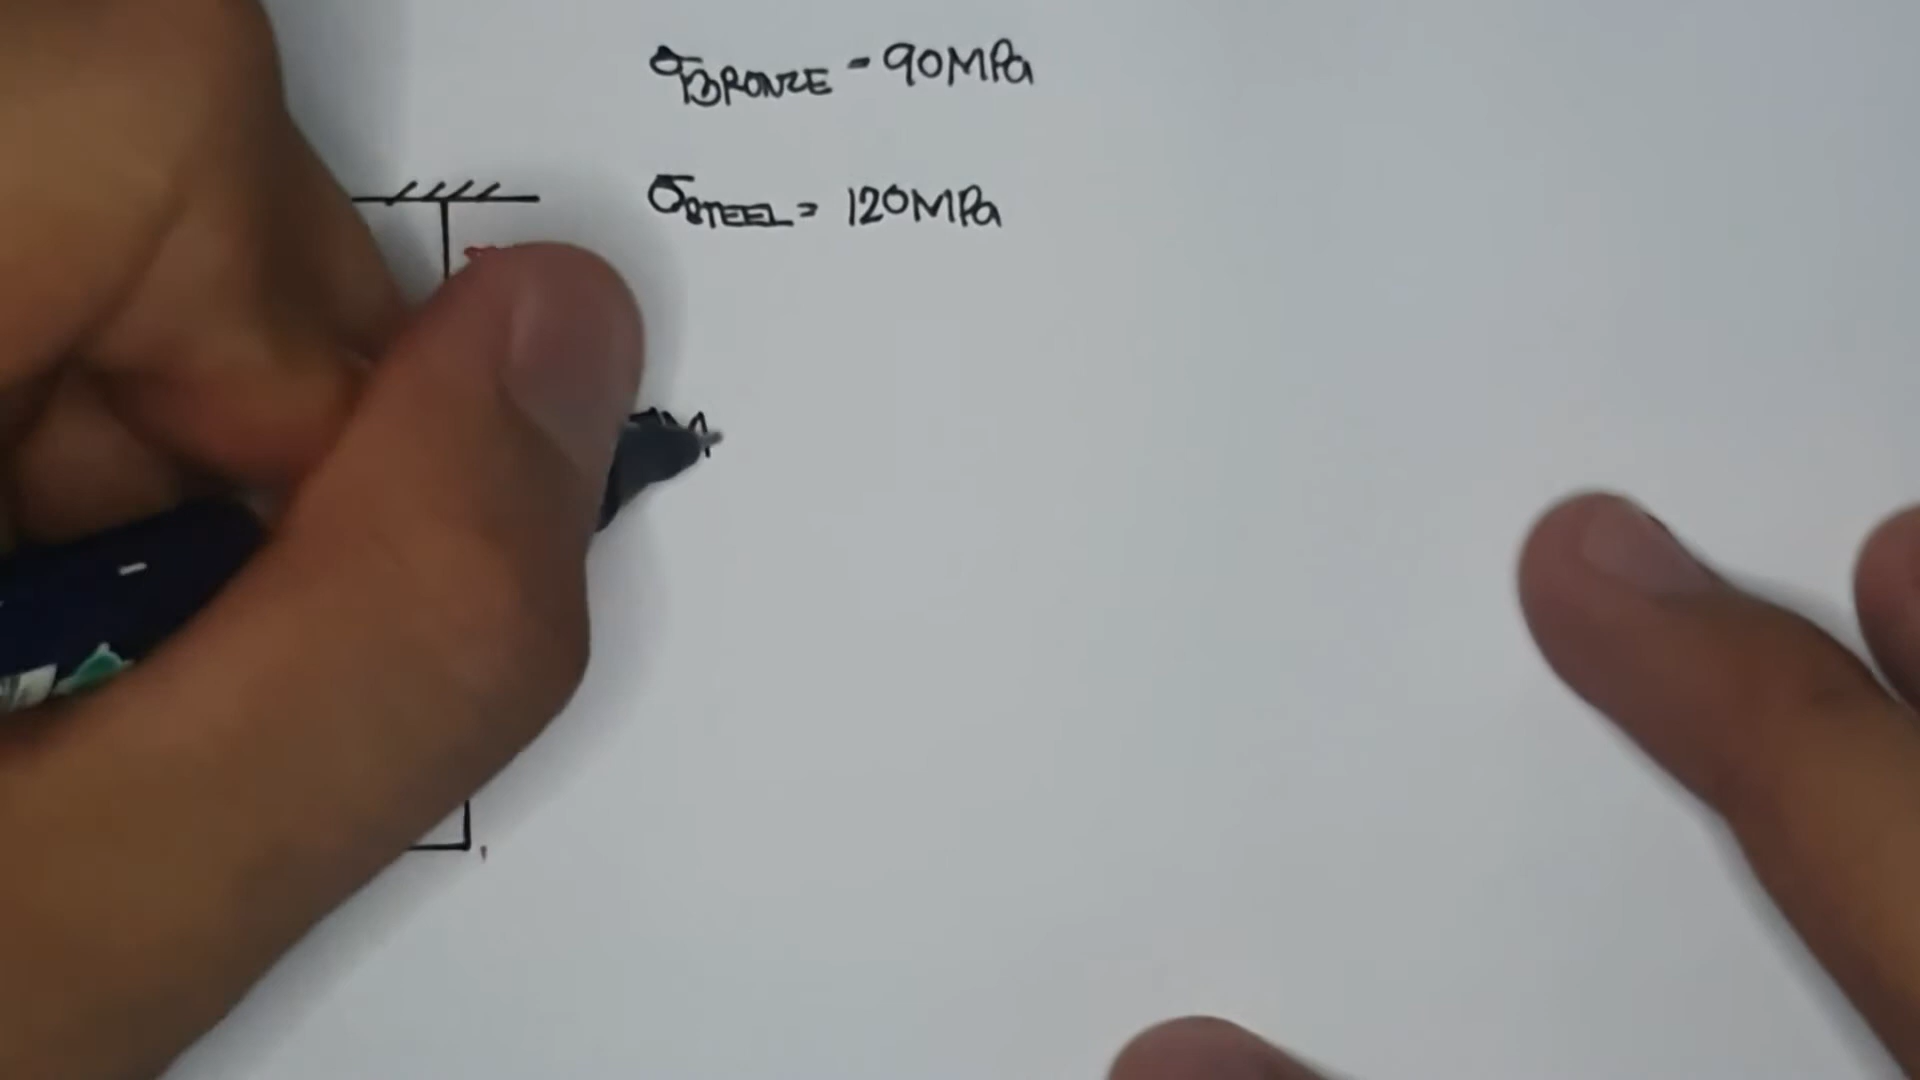 σBRONZE = 90MPa
σSTEEL = 120MPa